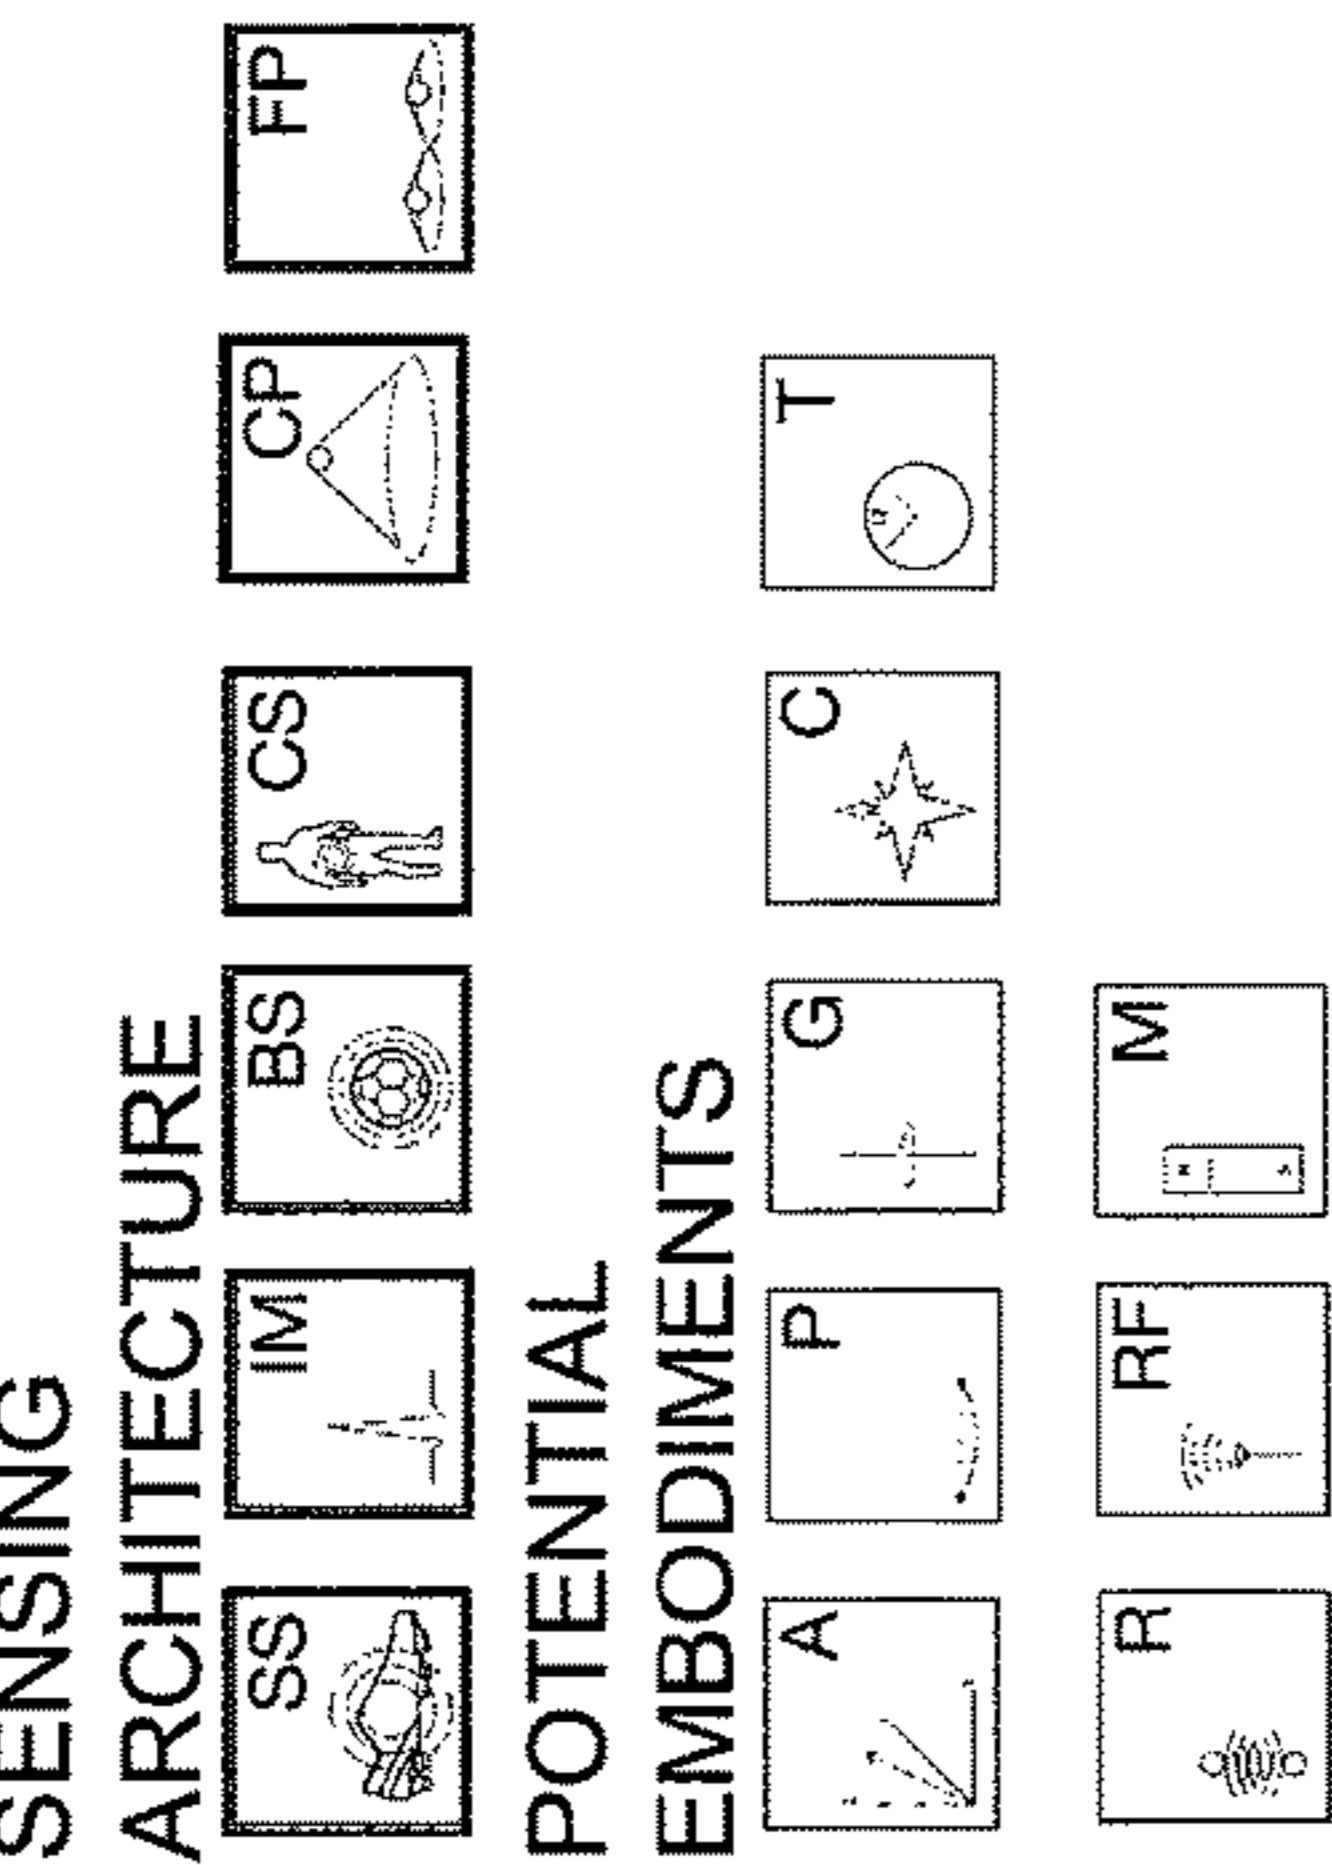 SENSING
ARCHITECTURE
SS IM BS CS CP FP
POTENTIAL
EMBODIMENTS
A P G C T
R RF M